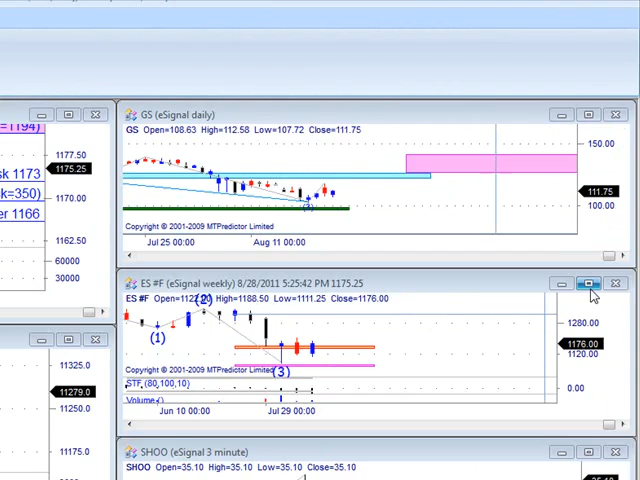 =1194)
1177.50
1175.25
sk 1173
1170.00
k=350)
er 1166
1162.50
60000
30000
GS (eSignal daily)
GS Open=108.63 High=112.58 Low=107.72 Close=111.75
150.00
111.75
100.00
(3)
Copyright © 2001-2009 MTPredictor Limited
Jul 25 00:00
Aug 11 00:00
ES #F (eSignal weekly) 8/28/2011 5:25:42 PM 1175.25
High=1188.50 Low=1111.25 Close=1176.00
ES #F
(2)
(1)
(3)
1280.00
1176.00
1120.00
Copyright © 2001-2009 MTPredictor Limited
STF (80,100,10)
0.00
Volume ()
Jun 10 00:00
Jul 29 00:00
11325.0
11279.0
11250.0
11175.0
SHOO (eSignal 3 minute)
SHOO Open=35.10 High=35.10 Low=35.10 Close=35.10